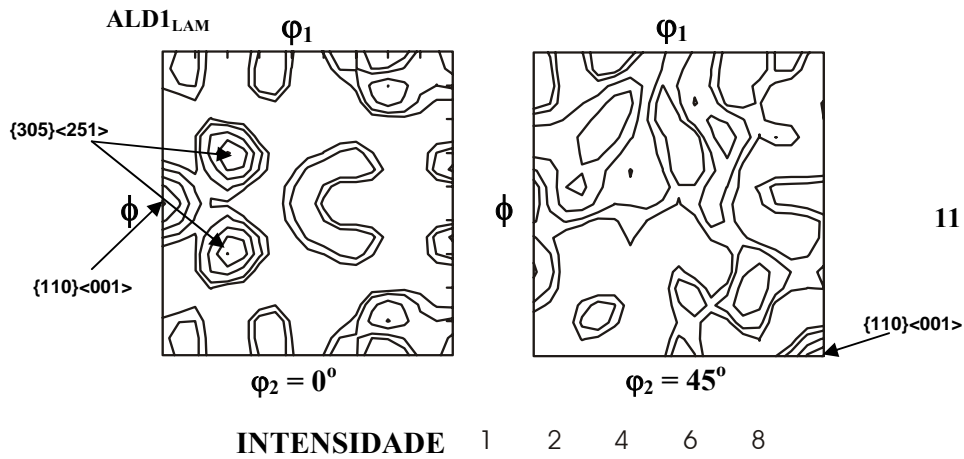 ALD1LAM
φ1
φ1
{305}<251>
ϕ
ϕ
11
{110}<001>
{110}<001>
φ2 = 0º
φ2 = 45º
INTENSIDADE 1 2 4 6 8